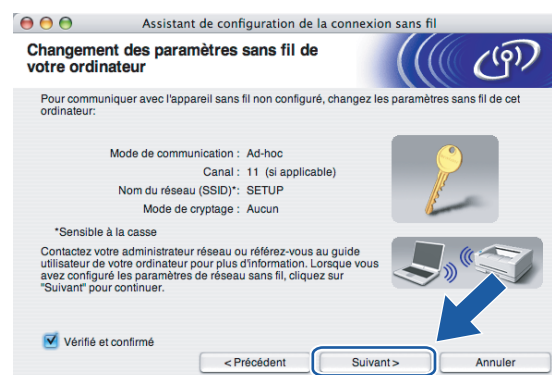 Assistant de configuration de la connexion sans fil
Changement des paramètres sans fil de
votre ordinateur
Pour communiquer avec l'appareil sans fil non configuré, changez les paramètres sans fil de cet
ordinateur:
Mode de communication : Ad-hoc
Canal : 11 (si applicable)
Nom du réseau (SSID)*: SETUP
Mode de cryptage : Aucun
*Sensible à la casse
Contactez votre administrateur réseau ou référez-vous au guide
utilisateur de votre ordinateur pour plus d'information. Lorsque vous
avez configuré les paramètres de réseau sans fil, cliquez sur
"Suivant" pour continuer.
Vérifié et confirmé
< Précédent Suivant > Annuler